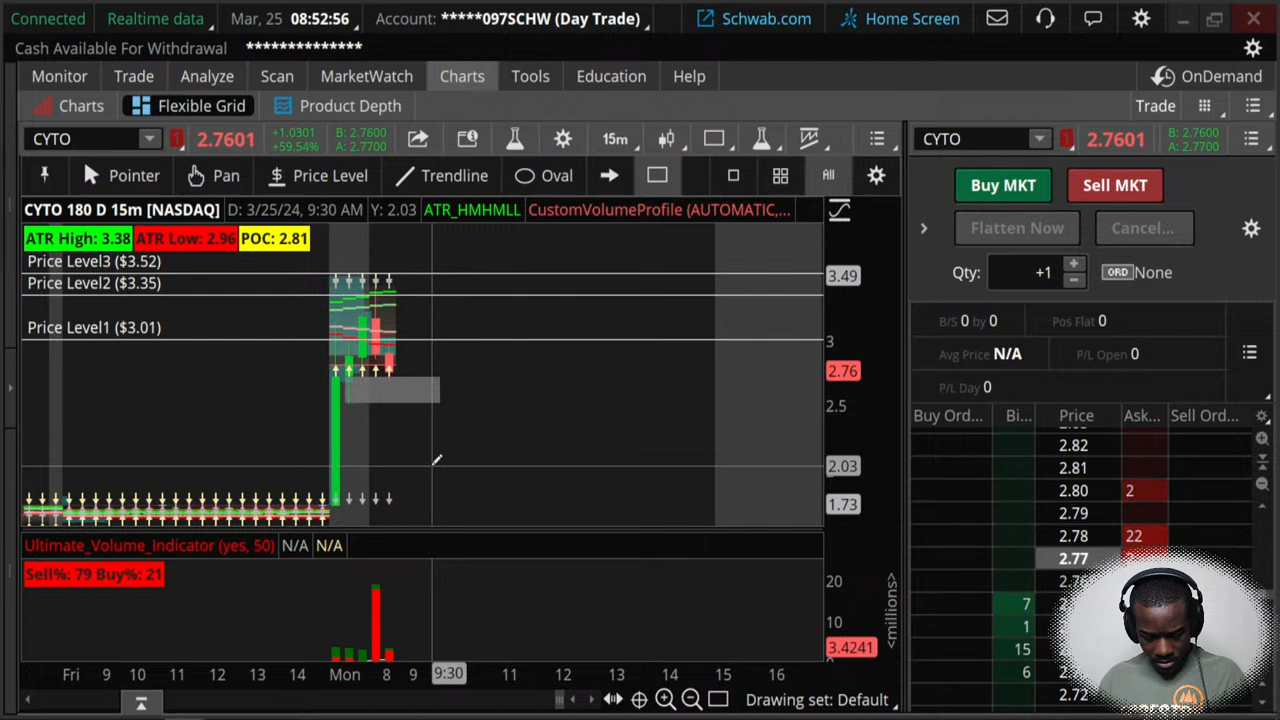 Connected Realtime data Mar, 25 08:52:56 Account: *****097SCHW (Day Trade) Schwab.com Home Screen
Cash Available For Withdrawal **************
Monitor Trade Analyze Scan MarketWatch Charts Tools Education Help OnDemand
Charts Flexible Grid Product Depth Trade
CYTO 1 2.7601 +1.0301 B: 2.7600 15m
+59.54% A: 2.7700
CYTO 1 2.7601 B: 2.7600
A: 2.7700
Pointer Pan $ Price Level Trendline Oval All
Buy MKT Sell MKT
CYTO 180 D 15m [NASDAQ] D: 3/25/24, 9:30 AM Y: 2.03 ATR_HMHMLL CustomVolumeProfile (AUTOMATIC,...
Flatten Now Cancel...
ATR High: 3.38 ATR Low: 2.96 POC: 2.81
Price Level3 ($3.52)
Price Level2 ($3.35)
Price Level1 ($3.01)
3.49
3
2.76
2.5
2.03
1.73
Qty: +1 ORD None
B/S 0 by 0 Pos Flat 0
Avg Price N/A P/L Open 0
P/L Day 0
Buy Ord... Bi... Price Ask... Sell Ord...
2.82
2.81
2.80 2
2.79
2.78 22
2.77
7
1
15
6
2.72
Ultimate_Volume_Indicator (yes, 50) N/A N/A
Sell%: 79 Buy%: 21
20
10
3.4241
<millions>
Fri 9 10 11 12 13 14 Mon 8 9 9:30 11 12 13 14 15 16
Drawing set: Default